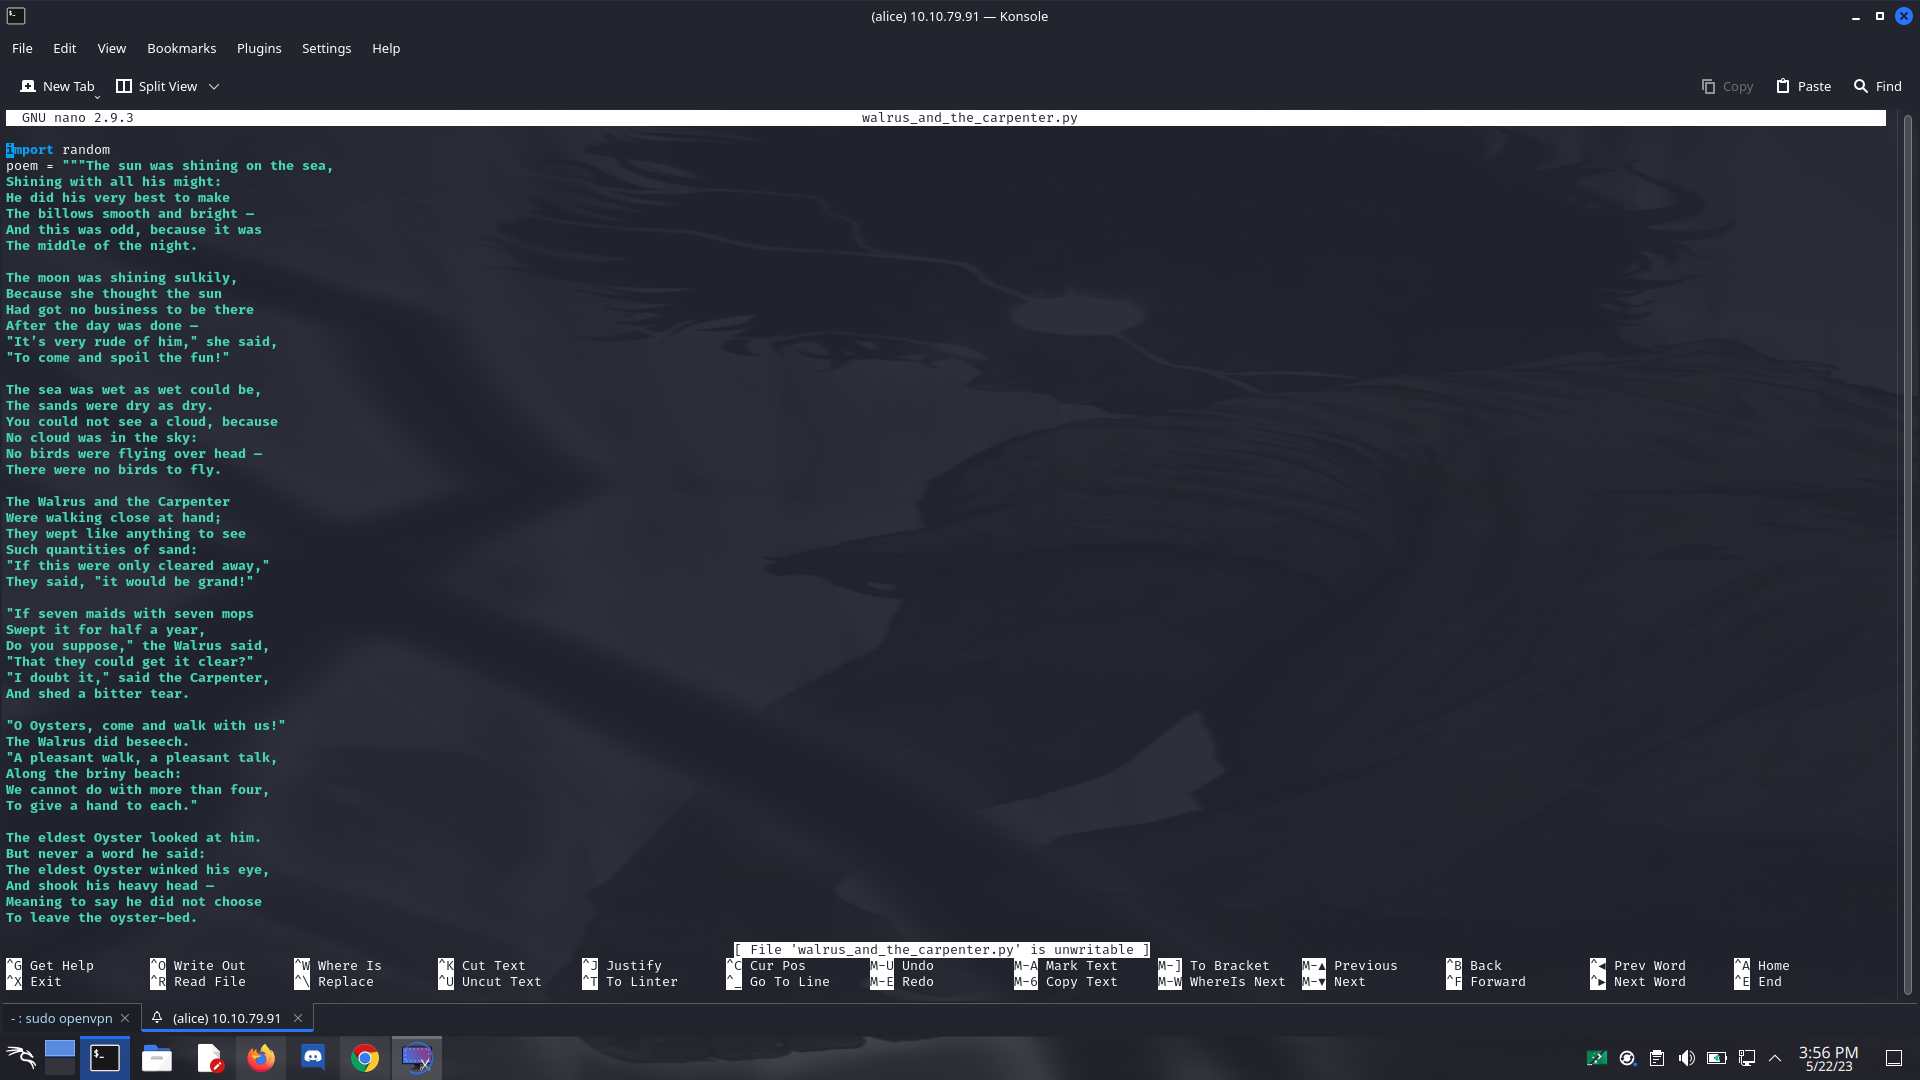 (alice) 10.10.79.91 — Konsole
File Edit View Bookmarks Plugins Settings Help
New Tab Split View Copy Paste Find
GNU nano 2.9.3 walrus_and_the_carpenter.py
import random
poem = """The sun was shining on the sea,
Shining with all his might:
He did his very best to make
The billows smooth and bright —
And this was odd, because it was
The middle of the night.
The moon was shining sulkily,
Because she thought the sun
Had got no business to be there
After the day was done —
"It’s very rude of him," she said,
"To come and spoil the fun!"
The sea was wet as wet could be,
The sands were dry as dry.
You could not see a cloud, because
No cloud was in the sky:
No birds were flying over head —
There were no birds to fly.
The Walrus and the Carpenter
Were walking close at hand;
They wept like anything to see
Such quantities of sand:
"If this were only cleared away,"
They said, "it would be grand!"
"If seven maids with seven mops
Swept it for half a year,
Do you suppose," the Walrus said,
"That they could get it clear?"
"I doubt it," said the Carpenter,
And shed a bitter tear.
"O Oysters, come and walk with us!"
The Walrus did beseech.
"A pleasant walk, a pleasant talk,
Along the briny beach:
We cannot do with more than four,
To give a hand to each."
The eldest Oyster looked at him.
But never a word he said:
The eldest Oyster winked his eye,
And shook his heavy head —
Meaning to say he did not choose
To leave the oyster-bed.
[ File 'walrus_and_the_carpenter.py' is unwritable ]
^G Get Help ^O Write Out ^W Where Is ^K Cut Text ^J Justify ^C Cur Pos M-U Undo M-A Mark Text M-] To Bracket M-▲ Previous ^B Back ^◀ Prev Word ^A Home
^X Exit ^R Read File ^\ Replace ^U Uncut Text ^T To Linter ^_ Go To Line M-E Redo M-6 Copy Text M-W WhereIs Next M-▼ Next ^F Forward ^▶ Next Word ^E End
- : sudo openvpn (alice) 10.10.79.91
3:56 PM
5/22/23